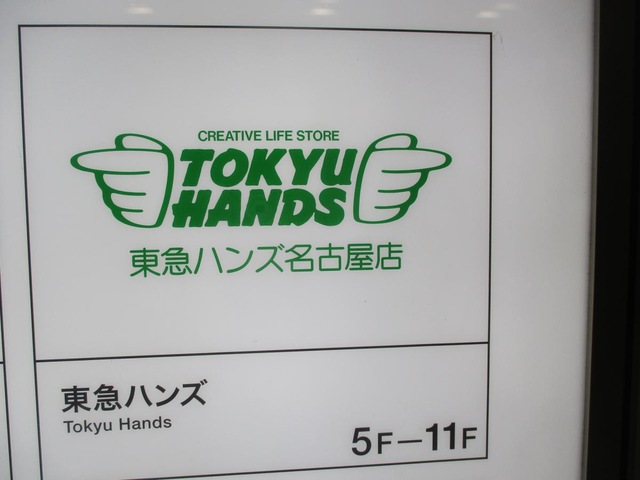 CREATIVE LIFE STORE
TOKYU
HANDS
東急ハンズ名古屋店
東急ハンズ
Tokyu Hands
5F—11F